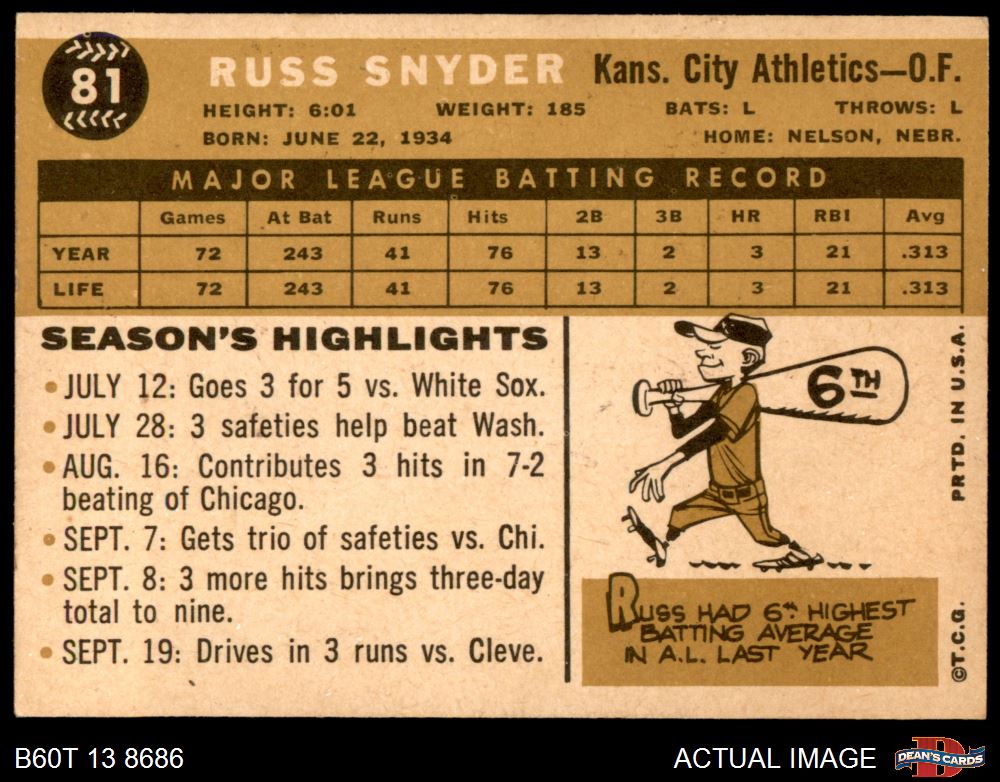 81
RUSS SNYDER Kans. City Athletics—O.F.
HEIGHT: 6:01 WEIGHT: 185 BATS: L THROWS: L
BORN: JUNE 22, 1934 HOME: NELSON, NEBR.
MAJOR LEAGUE BATTING RECORD
Games At Bat Runs Hits 2B 3B HR RBI Avg
YEAR 72 243 41 76 13 2 3 21 .313
LIFE 72 243 41 76 13 2 3 21 .313
SEASON'S HIGHLIGHTS
• JULY 12: Goes 3 for 5 vs. White Sox.
• JULY 28: 3 safeties help beat Wash.
• AUG. 16: Contributes 3 hits in 7-2
beating of Chicago.
• SEPT. 7: Gets trio of safeties vs. Chi.
• SEPT. 8: 3 more hits brings three-day
total to nine.
• SEPT. 19: Drives in 3 runs vs. Cleve.
6TH
RUSS HAD 6TH HIGHEST
BATTING AVERAGE
IN A.L. LAST YEAR
©T.C.G. PRTD. IN U.S.A.
B60T 13 8686 ACTUAL IMAGE
D
DEAN'S CARDS